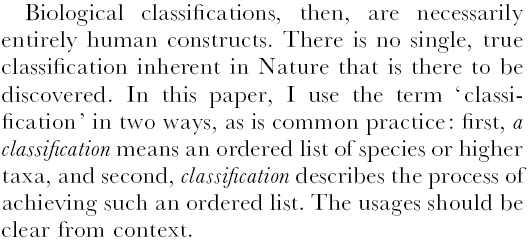 Biological classifications, then, are necessarily
entirely human constructs. There is no single, true
classification inherent in Nature that is there to be
discovered. In this paper, I use the term ‘classi-
fication’ in two ways, as is common practice: first, a
classification means an ordered list of species or higher
taxa, and second, classification describes the process of
achieving such an ordered list. The usages should be
clear from context.